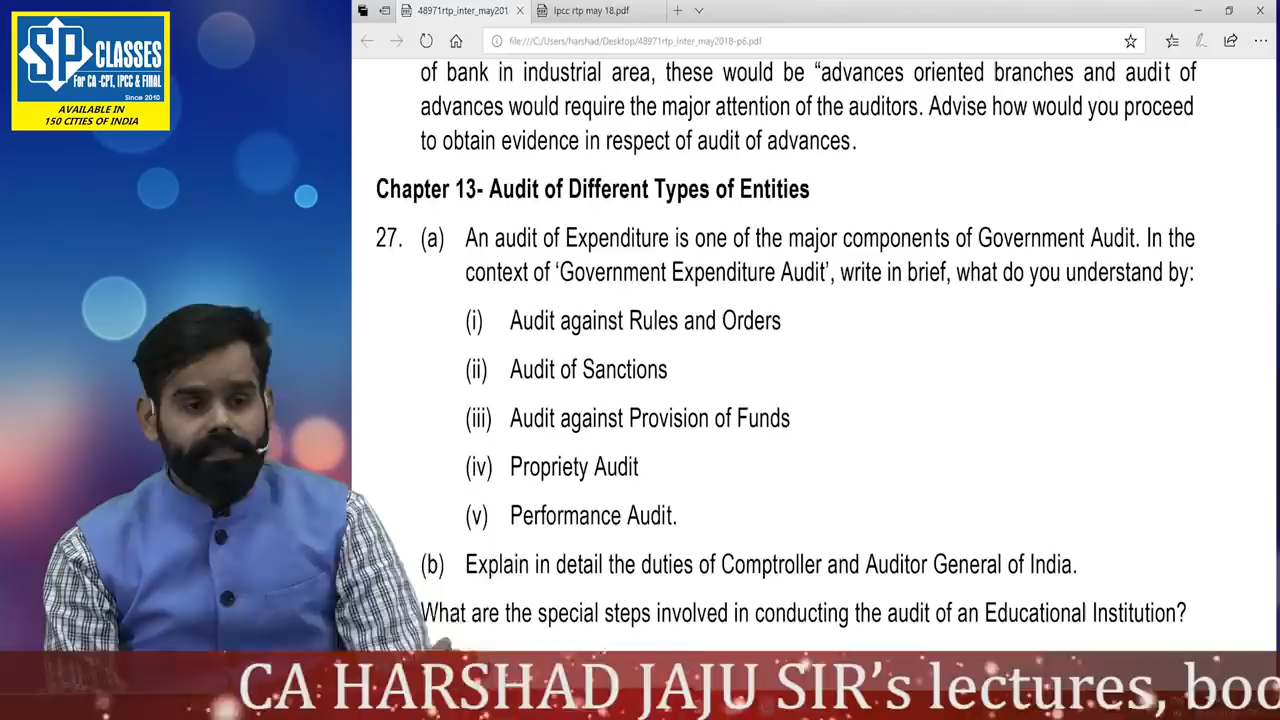 SP
CLASSES
For CA -CPT, IPCC & FINAL
Since 2010
AVAILABLE IN
150 CITIES OF INDIA
48971rtp_inter_may201
Ipcc rtp may 18.pdf
file:///C:/Users/harshad/Desktop/48971rtp_inter_may2018-p6.pdf
of bank in industrial area, these would be “advances oriented branches and audit of
advances would require the major attention of the auditors. Advise how would you proceed
to obtain evidence in respect of audit of advances.
Chapter 13- Audit of Different Types of Entities
27. (a) An audit of Expenditure is one of the major components of Government Audit. In the
context of ‘Government Expenditure Audit’, write in brief, what do you understand by:
(i) Audit against Rules and Orders
(ii) Audit of Sanctions
(iii) Audit against Provision of Funds
(iv) Propriety Audit
(v) Performance Audit.
(b) Explain in detail the duties of Comptroller and Auditor General of India.
What are the special steps involved in conducting the audit of an Educational Institution?
CA HARSHAD JAJU SIR’s lectures, boo